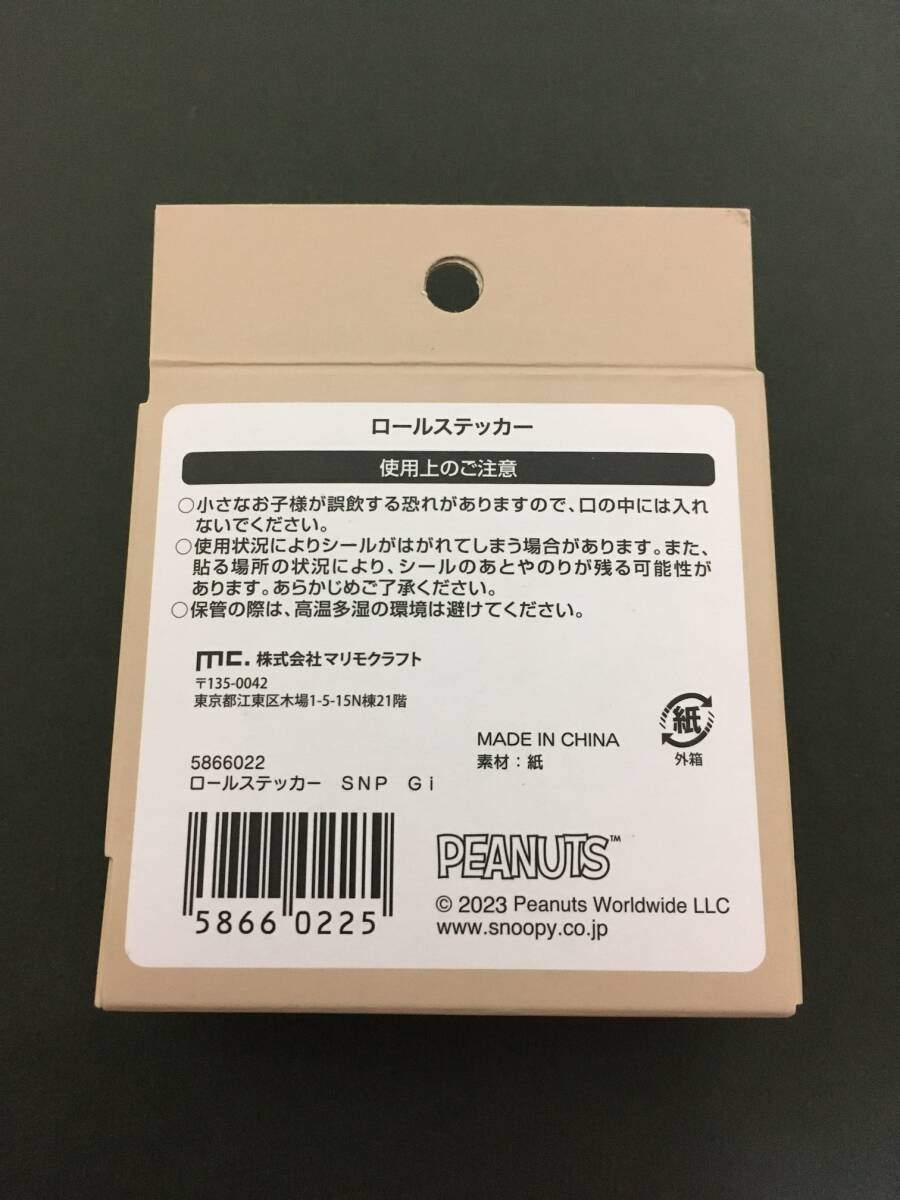 ロールステッカー
使用上のご注意
○小さなお子様が誤飲する恐れがありますので、口の中には入れ
ないでください。
○使用状況によりシールがはがれてしまう場合があります。また、
貼る場所の状況により、シールのあとやのりが残る可能性が
あります。あらかじめご了承ください。
○保管の際は、高温多湿の環境は避けてください。
mc. 株式会社マリモクラフト
〒135-0042
東京都江東区木場1-5-15N棟21階
紙
外箱
MADE IN CHINA
素材：紙
5866022
ロールステッカー　ＳＮＰ　Ｇｉ
5866 0225
PEANUTS™
© 2023 Peanuts Worldwide LLC
www.snoopy.co.jp